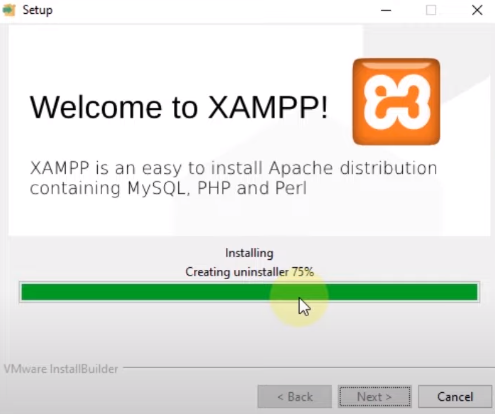 Setup
Welcome to XAMPP!
XAMPP is an easy to install Apache distribution
containing MySQL, PHP and Perl
Installing
Creating uninstaller 75%
VMware InstallBuilder
< Back
Next >
Cancel